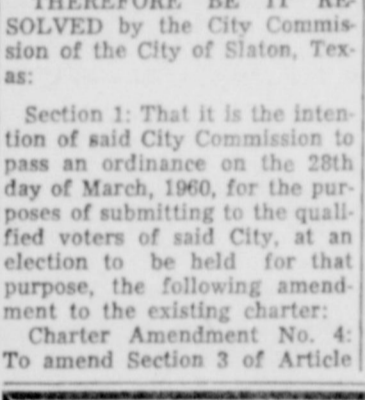 THEREFORE BE IT RE-
SOLVED by the City Commis-
sion of the City of Slaton, Tex-
as:
Section 1: That it is the inten-
tion of said City Commission to
pass an ordinance on the 28th
day of March, 1960, for the pur-
poses of submitting to the quali-
fied voters of said City, at an
election to be held for that
purpose, the following amend-
ment to the existing charter:
Charter Amendment No. 4:
To amend Section 3 of Article